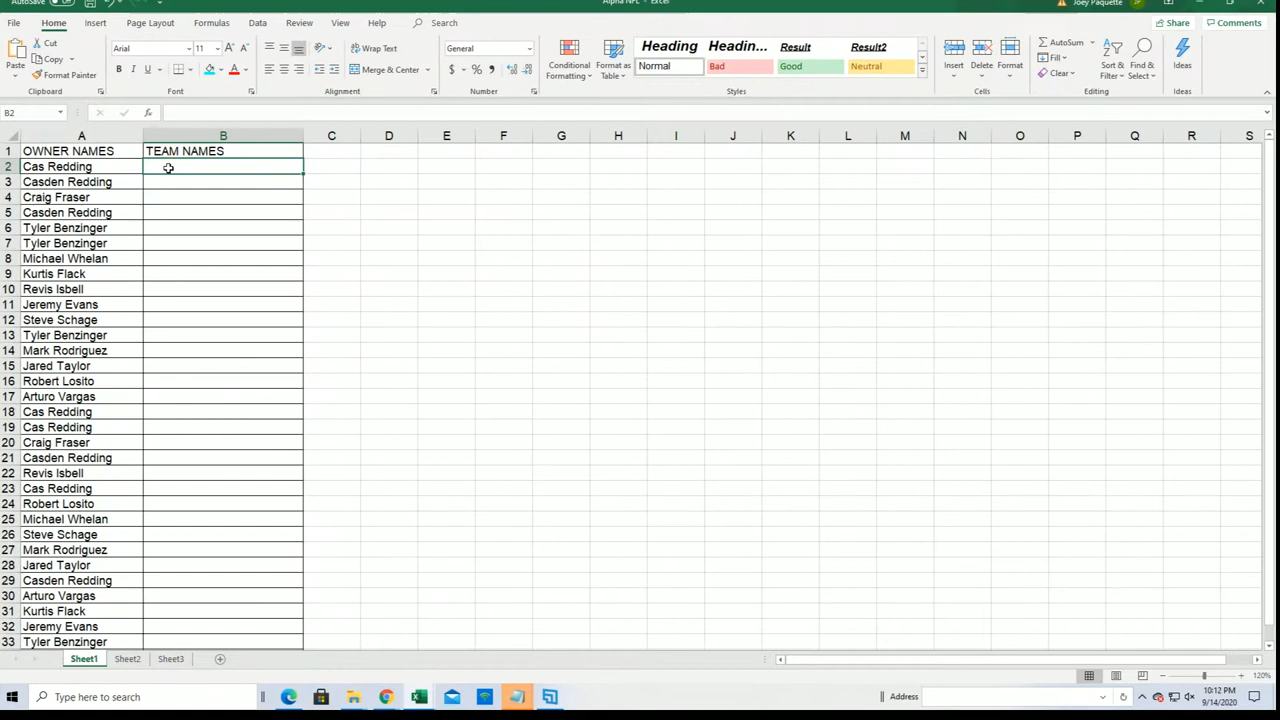 AutoSave Alpha NFL - Excel Joey Paquette JP
File Home Insert Page Layout Formulas Data Review View Help Search Share Comments
Paste Cut Arial 11 Wrap Text General Heading Headin... Result Result2 AutoSum
Copy Fill
Format Painter B I U Merge & Center $ % Normal Bad Good Neutral Clear
Conditional Formatting Format as Table Insert Delete Format Sort & Filter Find & Select Ideas
Clipboard Font Alignment Number Styles Cells Editing Ideas
B2 fx
A B C D E F G H I J K L M N O P Q R S
1 OWNER NAMES TEAM NAMES
2 Cas Redding
3 Casden Redding
4 Craig Fraser
5 Casden Redding
6 Tyler Benzinger
7 Tyler Benzinger
8 Michael Whelan
9 Kurtis Flack
10 Revis Isbell
11 Jeremy Evans
12 Steve Schage
13 Tyler Benzinger
14 Mark Rodriguez
15 Jared Taylor
16 Robert Losito
17 Arturo Vargas
18 Cas Redding
19 Cas Redding
20 Craig Fraser
21 Casden Redding
22 Revis Isbell
23 Cas Redding
24 Robert Losito
25 Michael Whelan
26 Steve Schage
27 Mark Rodriguez
28 Jared Taylor
29 Casden Redding
30 Arturo Vargas
31 Kurtis Flack
32 Jeremy Evans
33 Tyler Benzinger
Sheet1 Sheet2 Sheet3
120%
Type here to search Address 10:12 PM
9/14/2020